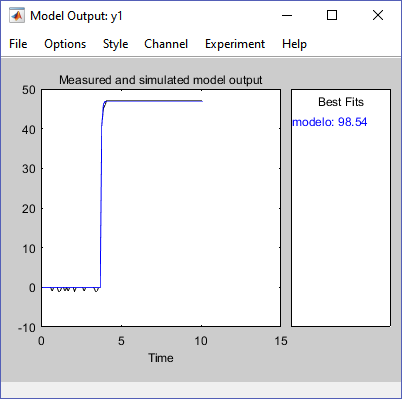 Model Output: y1
File Options Style Channel Experiment Help
Measured and simulated model output
50
40
30
20
10
0
-10
0 5 10 15
Time
Best Fits
modelo: 98.54